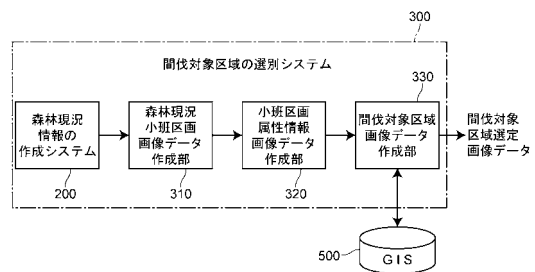 300
間伐対象区域の選別システム
330
森林現況
情報の
作成システム
200
森林現況
小班区画
画像データ
作成部
310
小班区画
属性情報
画像データ
作成部
320
間伐対象区域
画像データ
作成部
間伐対象
区域選定
画像データ
500
GIS